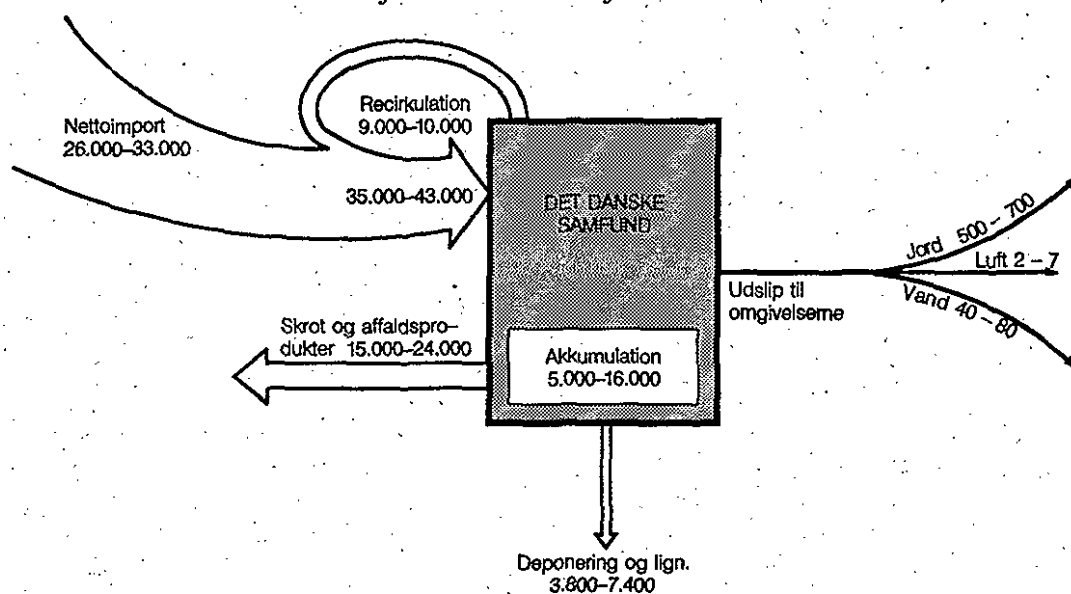 Nettoimport
26.000–33.000
Recirkulation
9.000–10.000
35.000–43.000
DET DANSKE
SAMFUND
Jord 500 – 700
Luft 2 – 7
Vand 40 – 80
Udslip til
omgivelserne
Skrot og affaldspro-
dukter 15.000–24.000
Akkumulation
5.000–16.000
Deponering og lign.
3.800–7.400